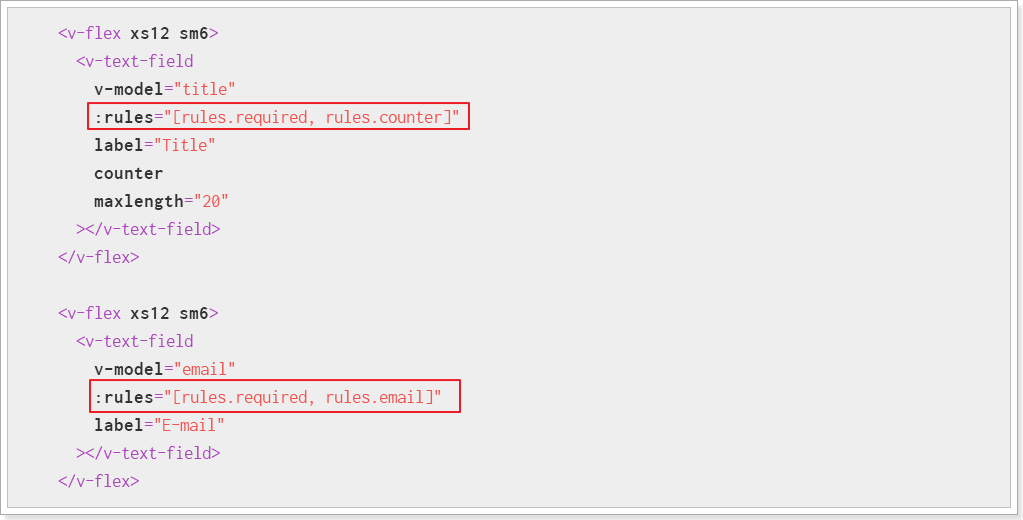 <v-flex xs12 sm6>
<v-text-field
v-model="title"
:rules="[rules.required, rules.counter]"
label="Title"
counter
maxlength="20"
></v-text-field>
</v-flex>
<v-flex xs12 sm6>
<v-text-field
v-model="email"
:rules="[rules.required, rules.email]"
label="E-mail"
></v-text-field>
</v-flex>